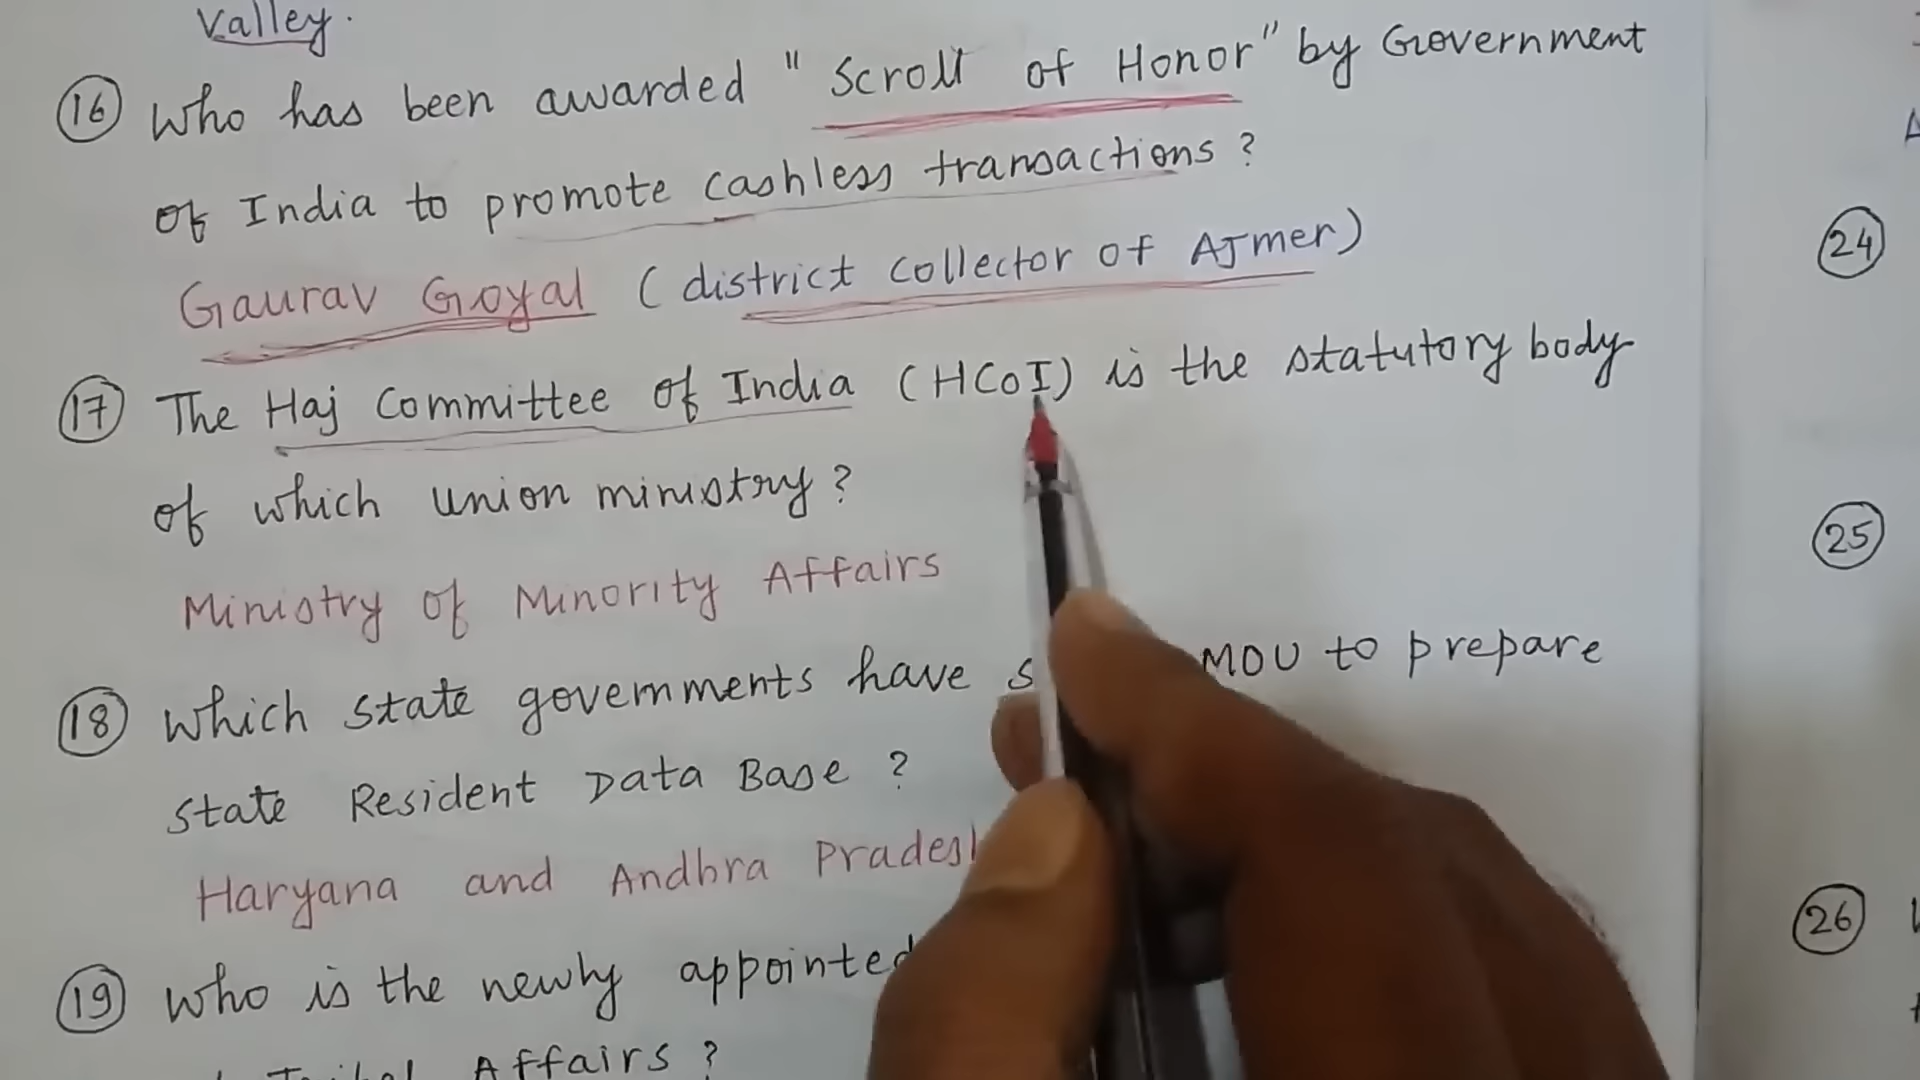 Valley.
16 Who has been awarded "Scroll of Honor" by Government
of India to promote cashless transactions?
Gaurav Goyal (district collector of Ajmer)
17 The Haj Committee of India (HCoI) is the statutory body
of which union ministry?
Ministry of Minority Affairs
18 Which state governments have MOU to prepare
state Resident Data Base?
Haryana and Andhra Pradesh
19 Who is the newly appointed
Affairs?
24
25
26